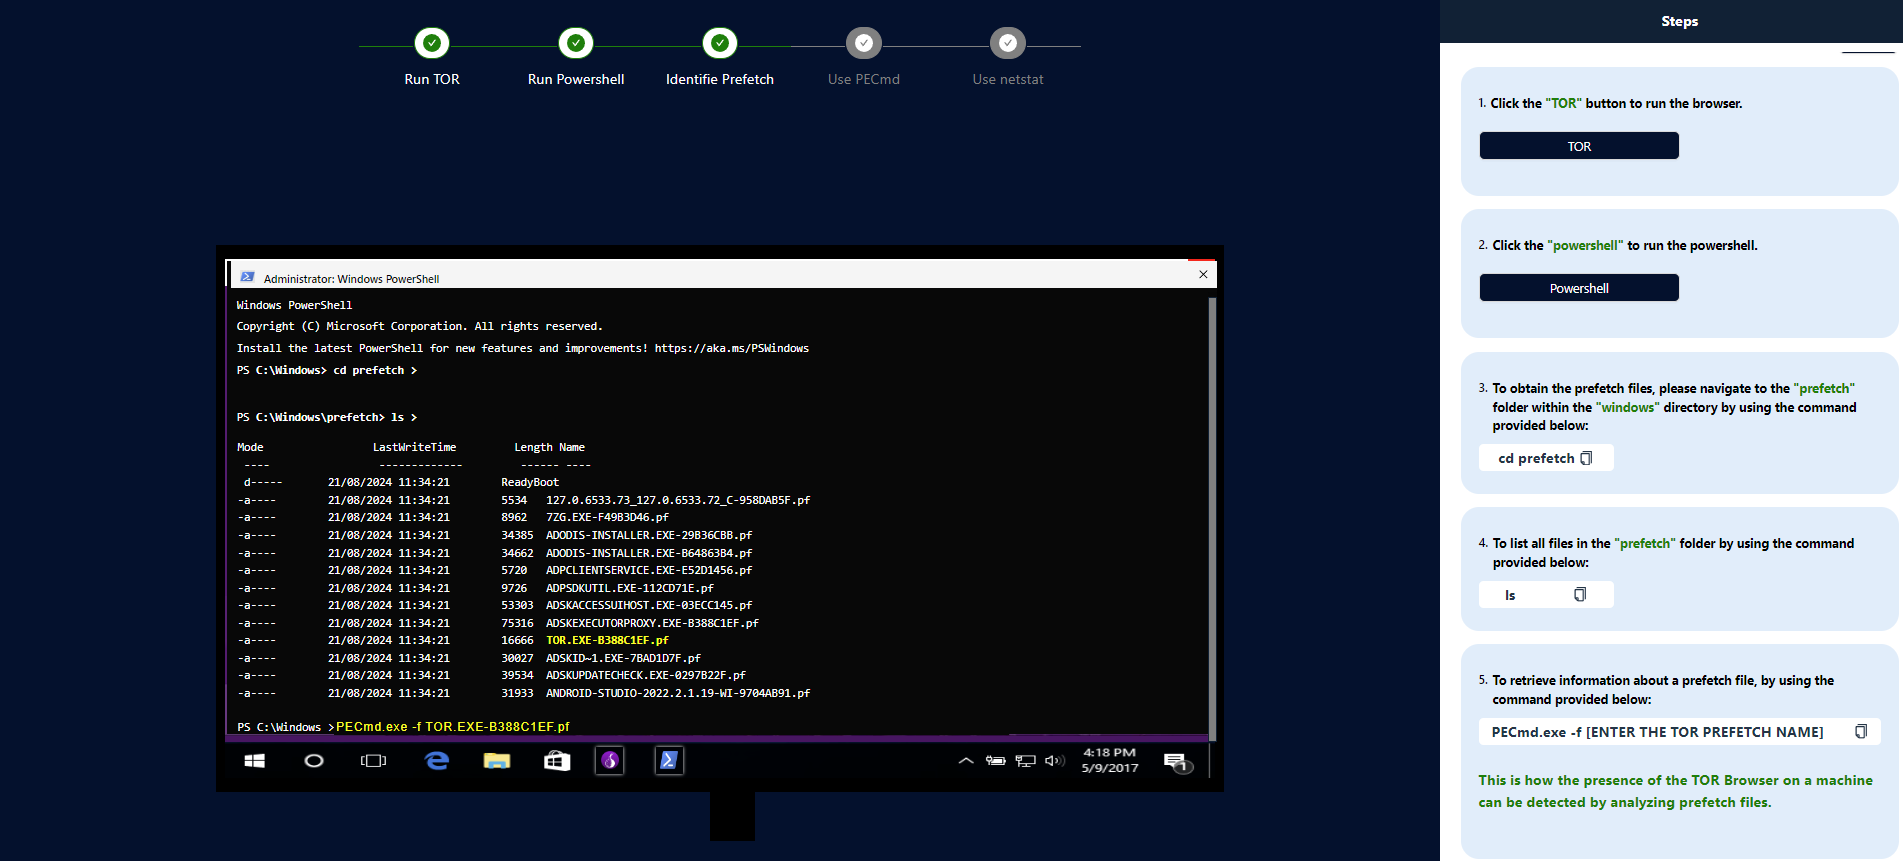 Run TOR
Run Powershell
Identifie Prefetch
Use PECmd
Use netstat
Administrator: Windows PowerShell
Windows PowerShell
Copyright (C) Microsoft Corporation. All rights reserved.
Install the latest PowerShell for new features and improvements! https://aka.ms/PSWindows
PS C:\Windows> cd prefetch >
PS C:\Windows\prefetch> ls >
Mode LastWriteTime Length Name
---- ------------- ------ ----
d----- 21/08/2024 11:34:21 ReadyBoot
-a---- 21/08/2024 11:34:21 5534 127.0.6533.73_127.0.6533.72_C-958DAB5F.pf
-a---- 21/08/2024 11:34:21 8962 7ZG.EXE-F49B3D46.pf
-a---- 21/08/2024 11:34:21 34385 ADODIS-INSTALLER.EXE-29B36CBB.pf
-a---- 21/08/2024 11:34:21 34662 ADODIS-INSTALLER.EXE-B64863B4.pf
-a---- 21/08/2024 11:34:21 5720 ADPCLIENTSERVICE.EXE-E52D1456.pf
-a---- 21/08/2024 11:34:21 9726 ADPSDKUTIL.EXE-112CD71E.pf
-a---- 21/08/2024 11:34:21 53303 ADSKACCESSUIHOST.EXE-03ECC145.pf
-a---- 21/08/2024 11:34:21 75316 ADSKEXECUTORPROXY.EXE-B388C1EF.pf
-a---- 21/08/2024 11:34:21 16666 TOR.EXE-B388C1EF.pf
-a---- 21/08/2024 11:34:21 30027 ADSKID~1.EXE-7BAD1D7F.pf
-a---- 21/08/2024 11:34:21 39534 ADSKUPDATECHECK.EXE-0297B22F.pf
-a---- 21/08/2024 11:34:21 31933 ANDROID-STUDIO-2022.2.1.19-WI-9704AB91.pf
PS C:\Windows >PECmd.exe -f TOR.EXE-B388C1EF.pf
4:18 PM
5/9/2017
1
Steps
1. Click the "TOR" button to run the browser.
TOR
2. Click the "powershell" to run the powershell.
Powershell
3. To obtain the prefetch files, please navigate to the "prefetch"
folder within the "windows" directory by using the command
provided below:
cd prefetch
4. To list all files in the "prefetch" folder by using the command
provided below:
ls
5. To retrieve information about a prefetch file, by using the
command provided below:
PECmd.exe -f [ENTER THE TOR PREFETCH NAME]
This is how the presence of the TOR Browser on a machine
can be detected by analyzing prefetch files.